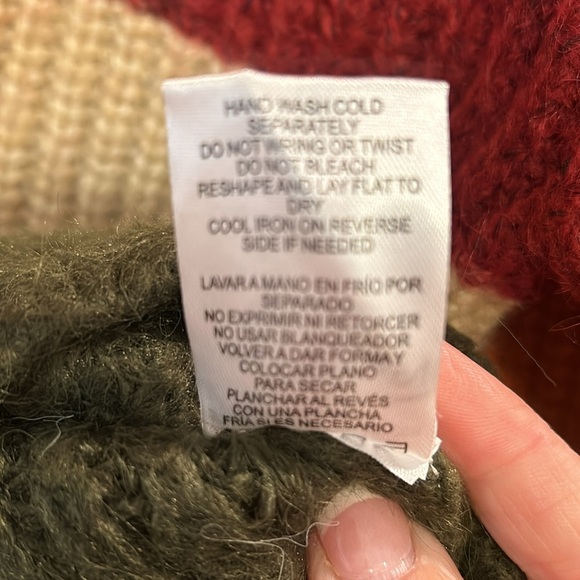 HAND WASH COLD
SEPARATELY
DO NOT WRING OR TWIST
DO NOT BLEACH
RESHAPE AND LAY FLAT TO
DRY
COOL IRON ON REVERSE
SIDE IF NEEDED
LAVAR A MANO EN FRÍO POR
SEPARADO
NO EXPRIMIR NI RETORCER
NO USAR BLANQUEADOR
VOLVER A DAR FORMA Y
COLOCAR PLANO
PARA SECAR
PLANCHAR AL REVÉS
CON UNA PLANCHA
FRÍA SI ES NECESARIO